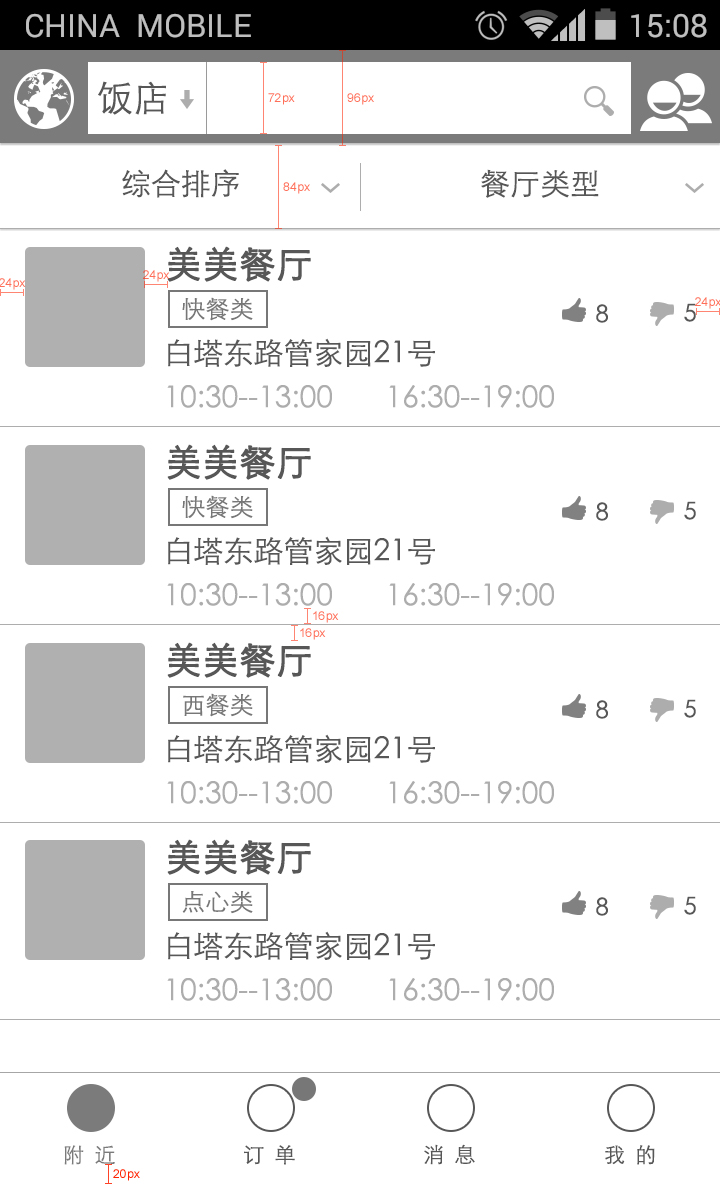 CHINA MOBILE 15:08
饭店 72px 96px
综合排序 84px 餐厅类型
24px 24px 美美餐厅
快餐类 8 5 24px
白塔东路管家园21号
10:30--13:00 16:30--19:00
美美餐厅
快餐类 8 5
白塔东路管家园21号
10:30--13:00 16:30--19:00
16px
16px
美美餐厅
西餐类 8 5
白塔东路管家园21号
10:30--13:00 16:30--19:00
美美餐厅
点心类 8 5
白塔东路管家园21号
10:30--13:00 16:30--19:00
附近 订单 消息 我的
20px